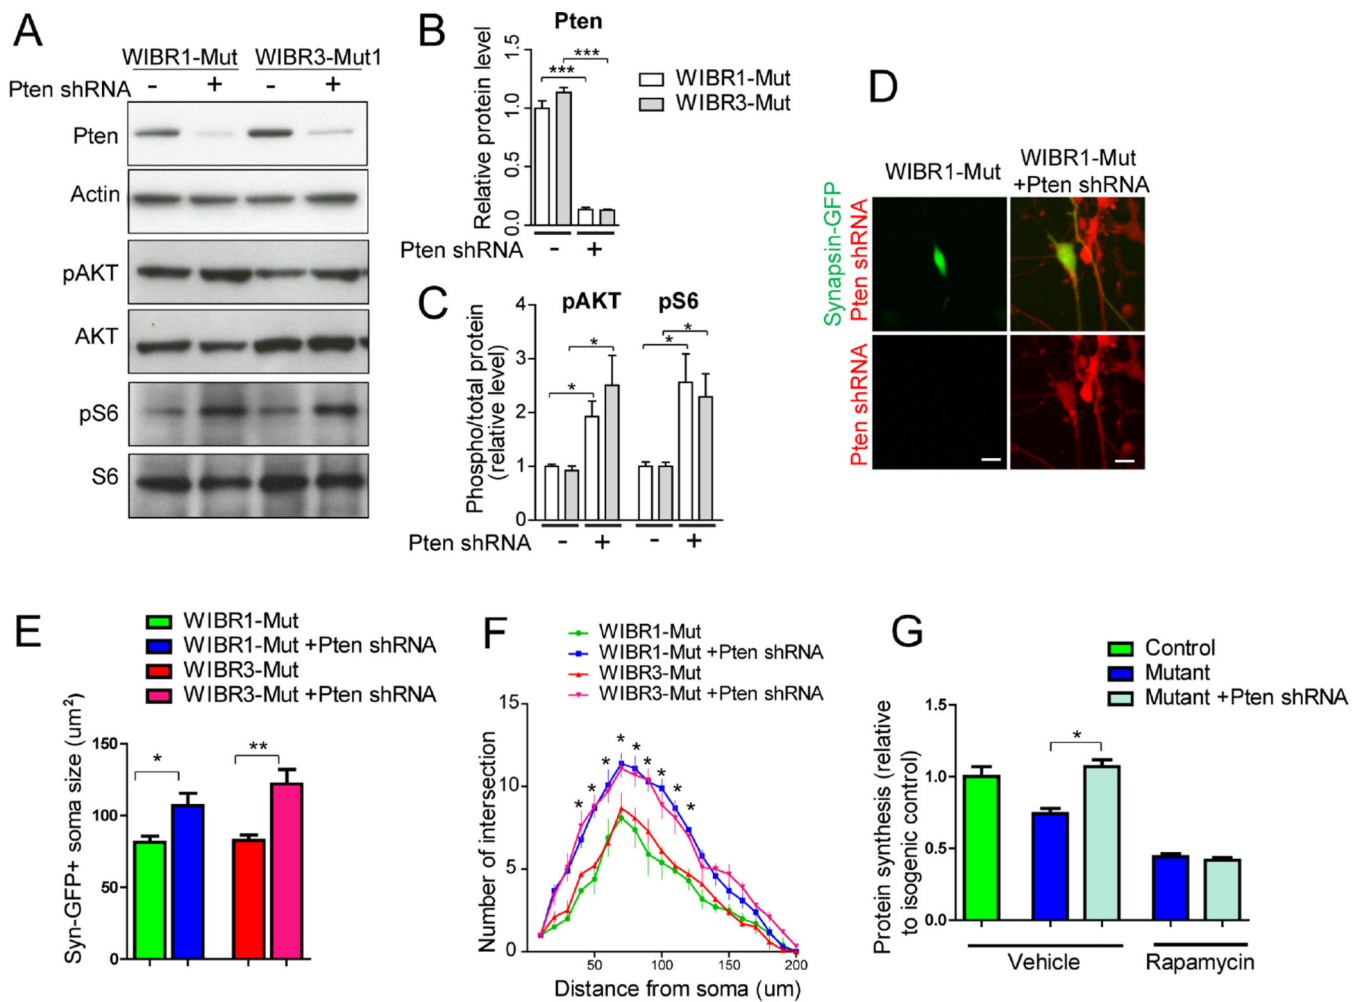 A
WIBR1-Mut WIBR3-Mut1
Pten shRNA - + - +
Pten
Actin
pAKT
AKT
pS6
S6
B
Pten
Relative protein level
1.5
1.0
0.5
0.0
*** ***
Pten shRNA - +
WIBR1-Mut
WIBR3-Mut
C
pAKT pS6
Phospho/total protein
(relative level)
4
3
2
1
0
* * * *
Pten shRNA - + - +
D
WIBR1-Mut
WIBR1-Mut
+Pten shRNA
Synapsin-GFP
Pten shRNA
Pten shRNA
E
WIBR1-Mut
WIBR1-Mut +Pten shRNA
WIBR3-Mut
WIBR3-Mut +Pten shRNA
Syn-GFP+ soma size (um²)
150
100
50
0
* **
F
WIBR1-Mut
WIBR1-Mut +Pten shRNA
WIBR3-Mut
WIBR3-Mut +Pten shRNA
Number of intersection
15
10
5
0
* * * * * * * * *
50 100 150 200
Distance from soma (um)
G
Control
Mutant
Mutant +Pten shRNA
Protein synthesis (relative
to isogenic control)
1.5
1.0
0.5
0.0
*
Vehicle Rapamycin